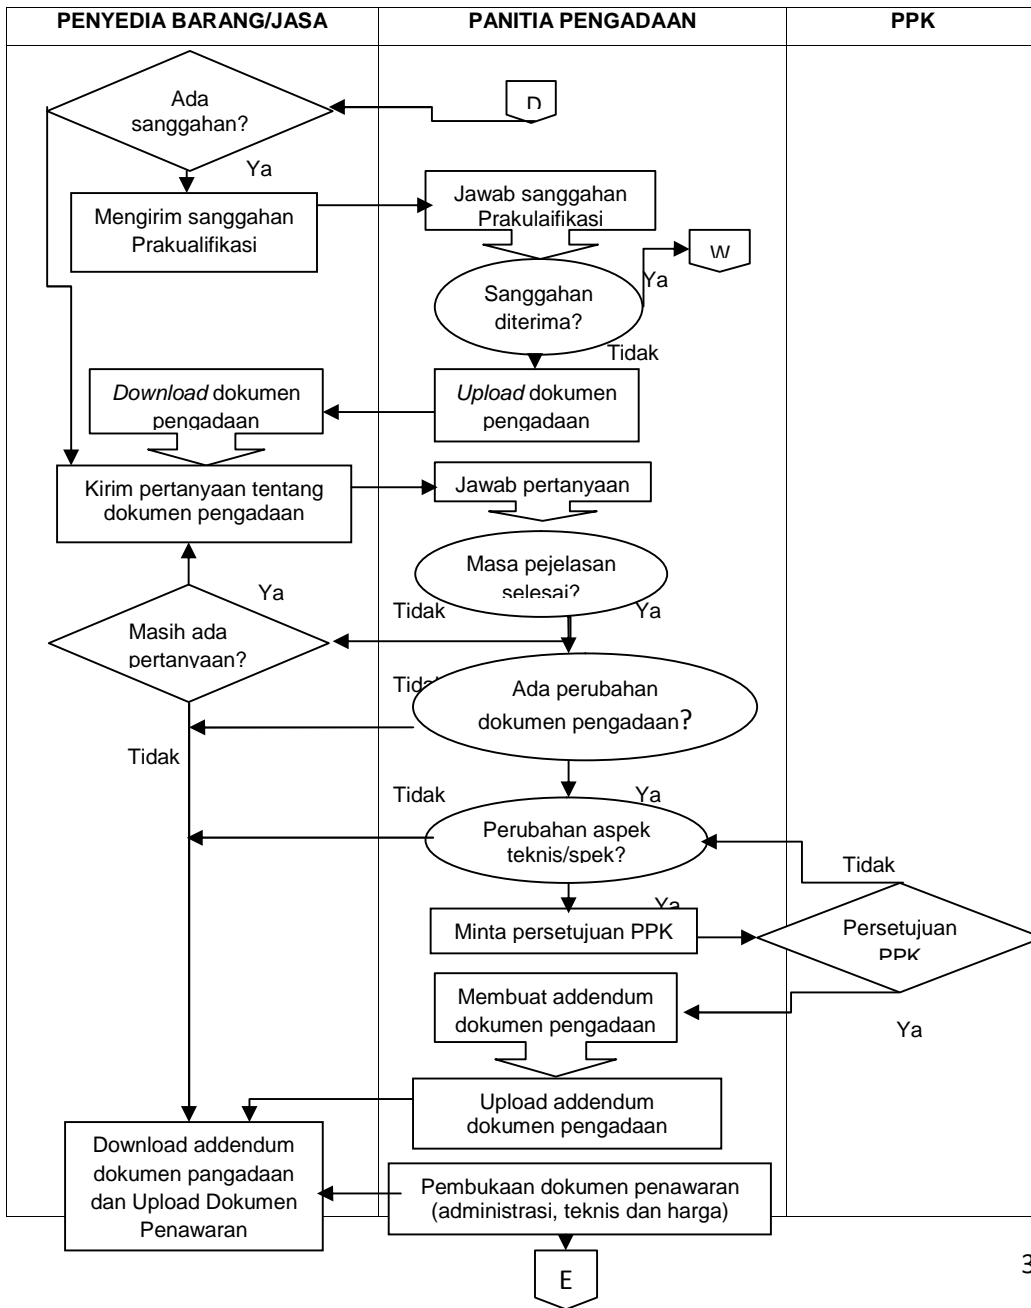 PENYEDIA BARANG/JASA
PANITIA PENGADAAN
PPK
Ada
sanggahan?
D
Ya
Mengirim sanggahan
Prakualifikasi
Jawab sanggahan
Prakulaifikasi
W
Ya
Sanggahan
diterima?
Tidak
Download dokumen
pengadaan
Upload dokumen
pengadaan
Kirim pertanyaan tentang
dokumen pengadaan
Jawab pertanyaan
Masa pejelasan
selesai?
Ya
Tidak
Ya
Masih ada
pertanyaan?
Tidak
Ada perubahan
dokumen pengadaan?
Tidak
Tidak
Ya
Perubahan aspek
teknis/spek?
Tidak
Ya
Minta persetujuan PPK
Persetujuan
PPK
Membuat addendum
dokumen pengadaan
Ya
Upload addendum
dokumen pengadaan
Download addendum
dokumen pangadaan
dan Upload Dokumen
Penawaran
Pembukaan dokumen penawaran
(administrasi, teknis dan harga)
E
3